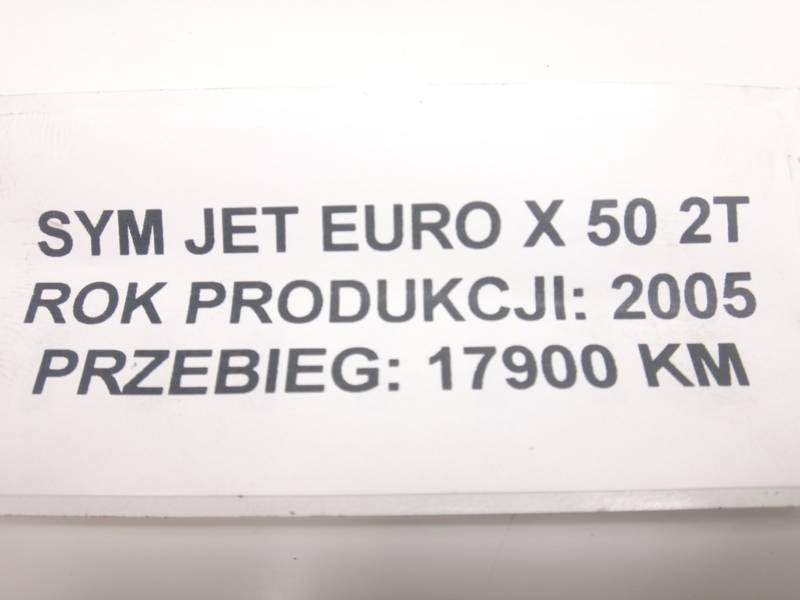 SYM JET EURO X 50 2T
ROK PRODUKCJI: 2005
PRZEBIEG: 17900 KM